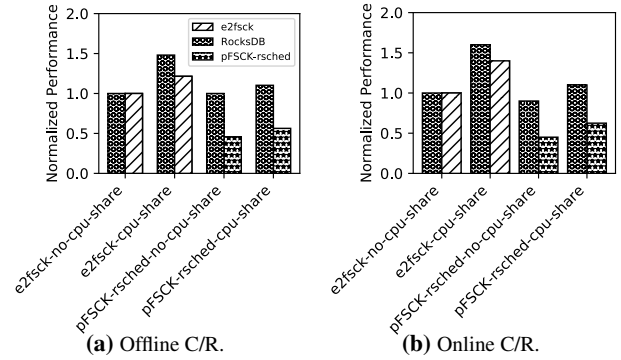 Normalized Performance
2.0
1.5
1.0
0.5
0.0
e2fsck
RocksDB
pFSCK-rsched
e2fsck-no-cpu-share
e2fsck-cpu-share
pFSCK-rsched-no-cpu-share
pFSCK-rsched-cpu-share
(a) Offline C/R.
Normalized Performance
2.0
1.5
1.0
0.5
0.0
e2fsck-no-cpu-share
e2fsck-cpu-share
pFSCK-rsched-no-cpu-share
pFSCK-rsched-cpu-share
(b) Online C/R.